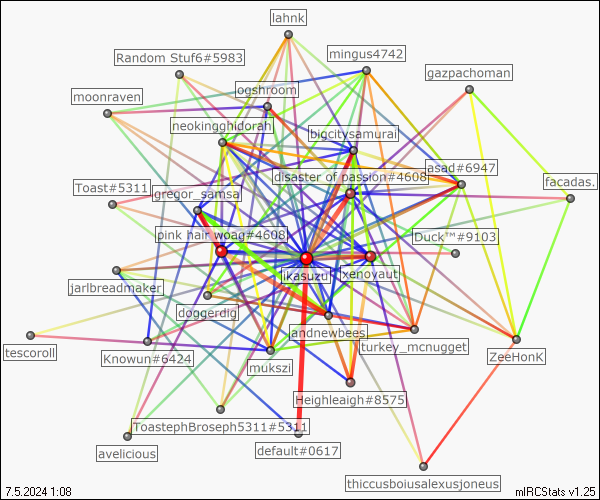 lahnk
mingus4742
Random Stuf6#5983
gazpachoman
ogshroom
moonraven
neokingghidorah
bigcitysamurai
asad#6947
disaster of passion#4608
facadas.
Toast#5311
gregor_samsa
pink hair woag#4608
Duck™#9103
ikasuzu
xenoyaut
jarlbreadmaker
doggerdig
andnewbees
turkey_mcnugget
tescoroll
Knowun#6424
mukszi
ZeeHonK
Heighleaigh#8575
ToastephBroseph5311#5311
avelicious
default#0617
thiccusboiusalexusjoneus
7.5.2024 1:08
mIRCStats v1.25